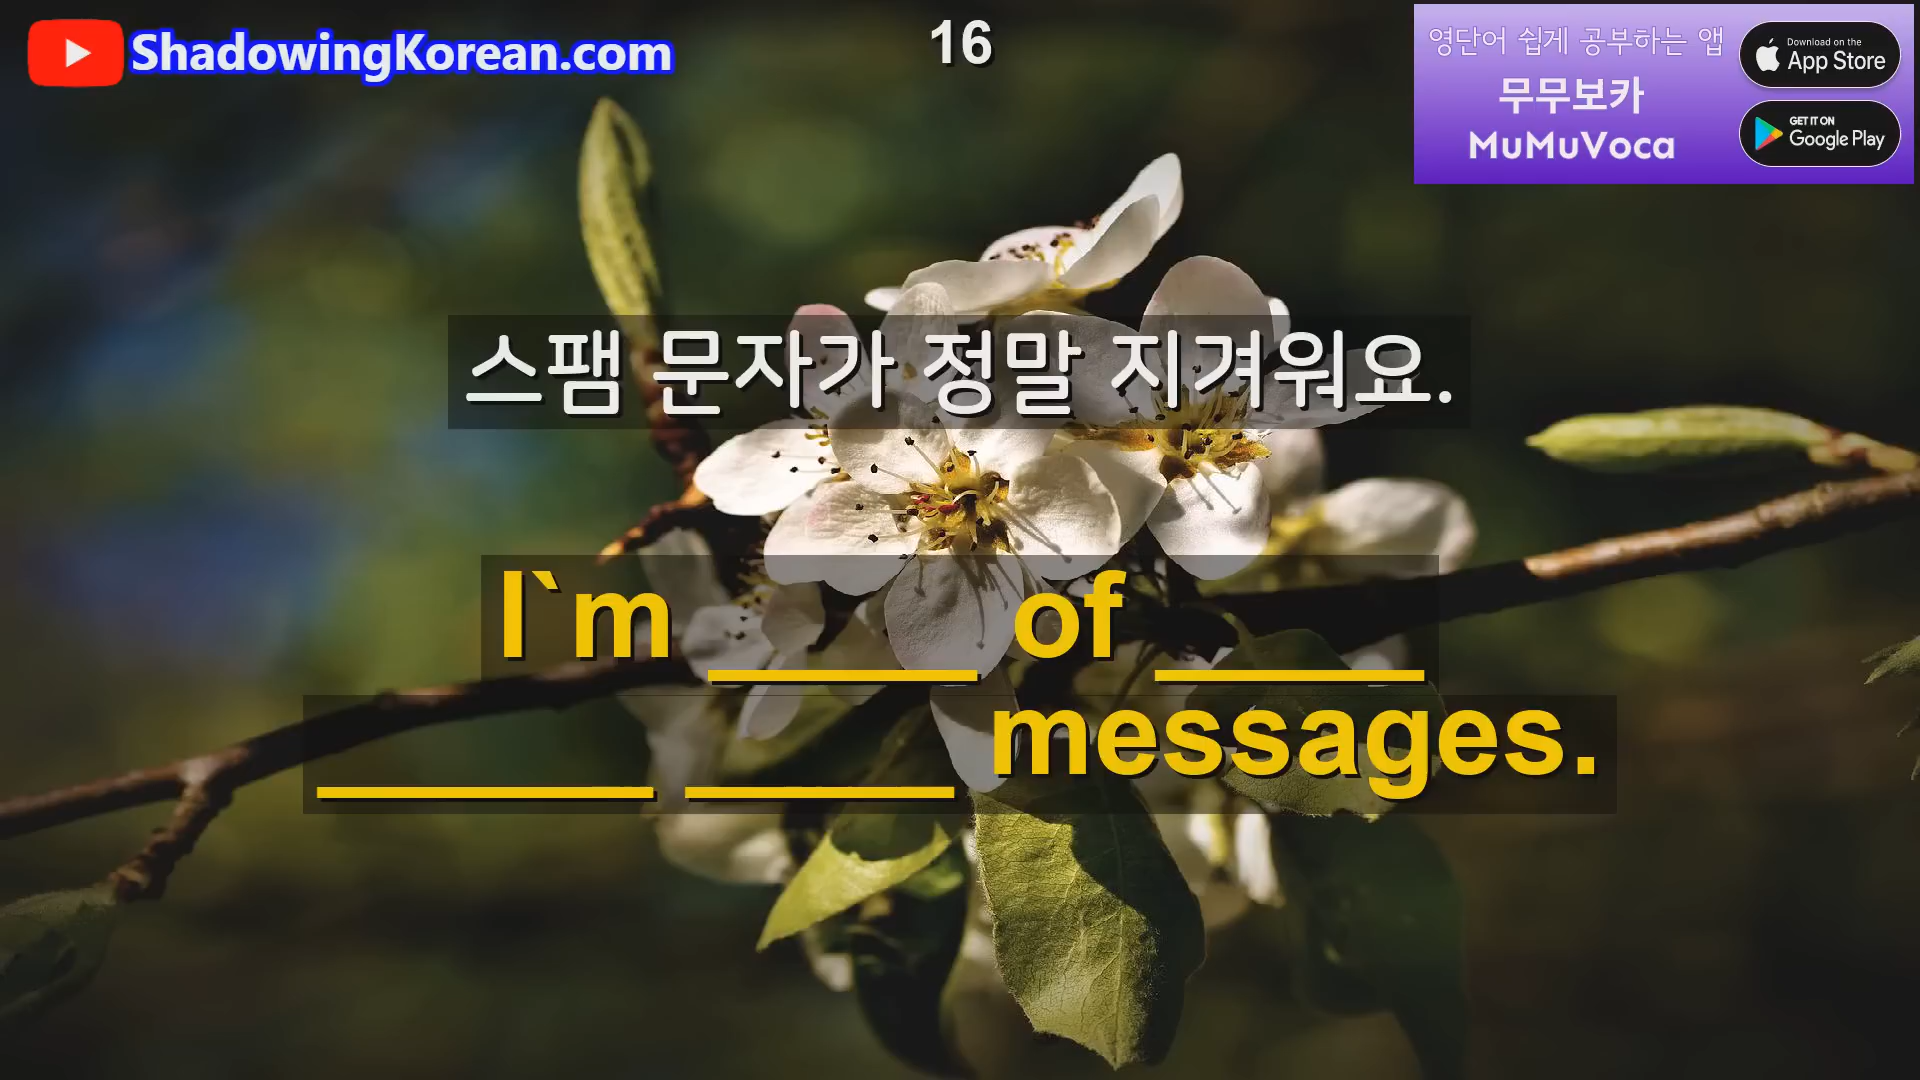 ShadowingKorean.com
16
영단어 쉽게 공부하는 앱
무무보카
MuMuVoca
Download on the
App Store
GET IT ON
Google Play
스팸 문자가 정말 지겨워요.
I`m ____ of ____
_____ ____ messages.